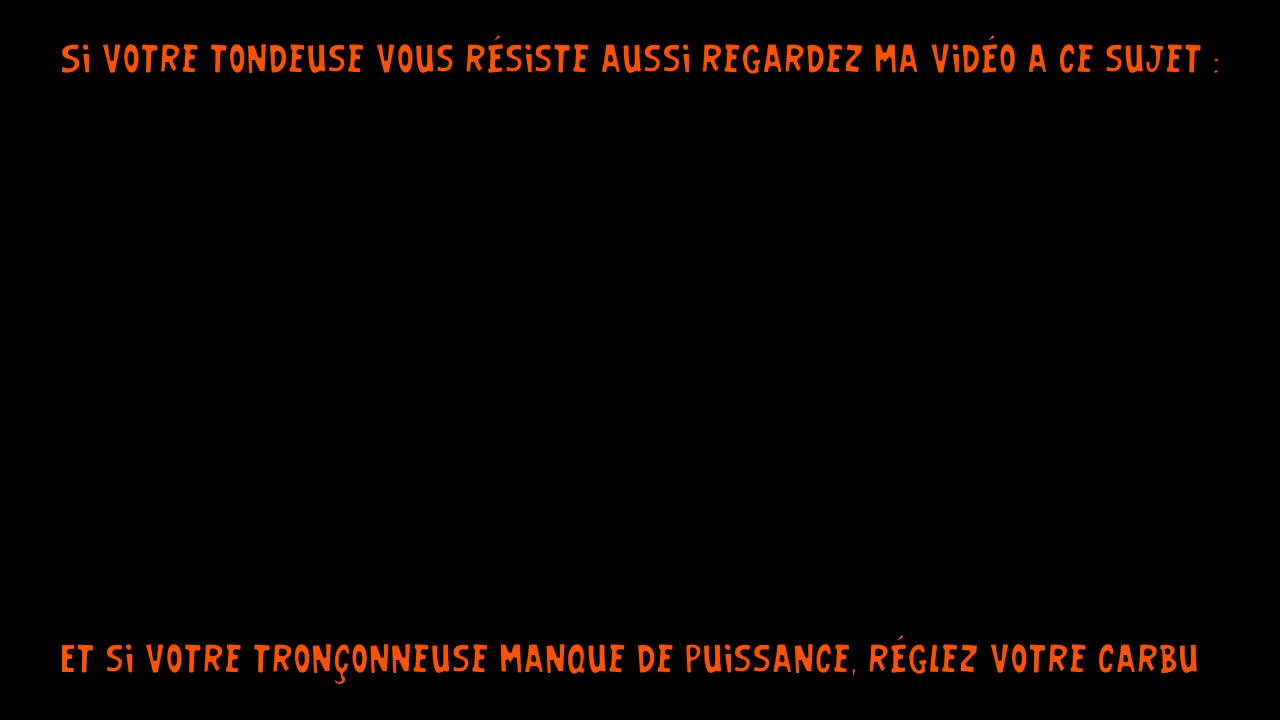 Si VOTRE TONDEUSE VOUS RÉSiSTE AUSSi REGARDEZ MA ViDÉO A CE SUJET :
ET Si VOTRE TRONÇONNEUSE MANQUE DE PUiSSANCE, RÉGLEZ VOTRE CARBU